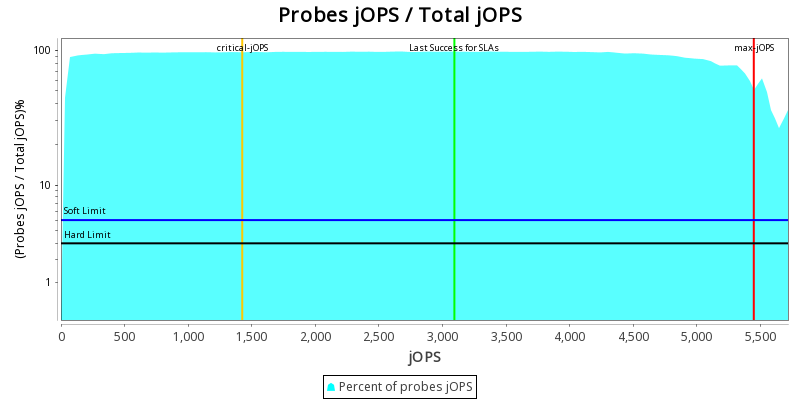 Probes jOPS / Total jOPS
(Probes jOPS / Total jOPS)%
100
10
1
critical-jOPS
Last Success for SLAs
max-jOPS
Soft Limit
Hard Limit
0 500 1,000 1,500 2,000 2,500 3,000 3,500 4,000 4,500 5,000 5,500
jOPS
Percent of probes jOPS